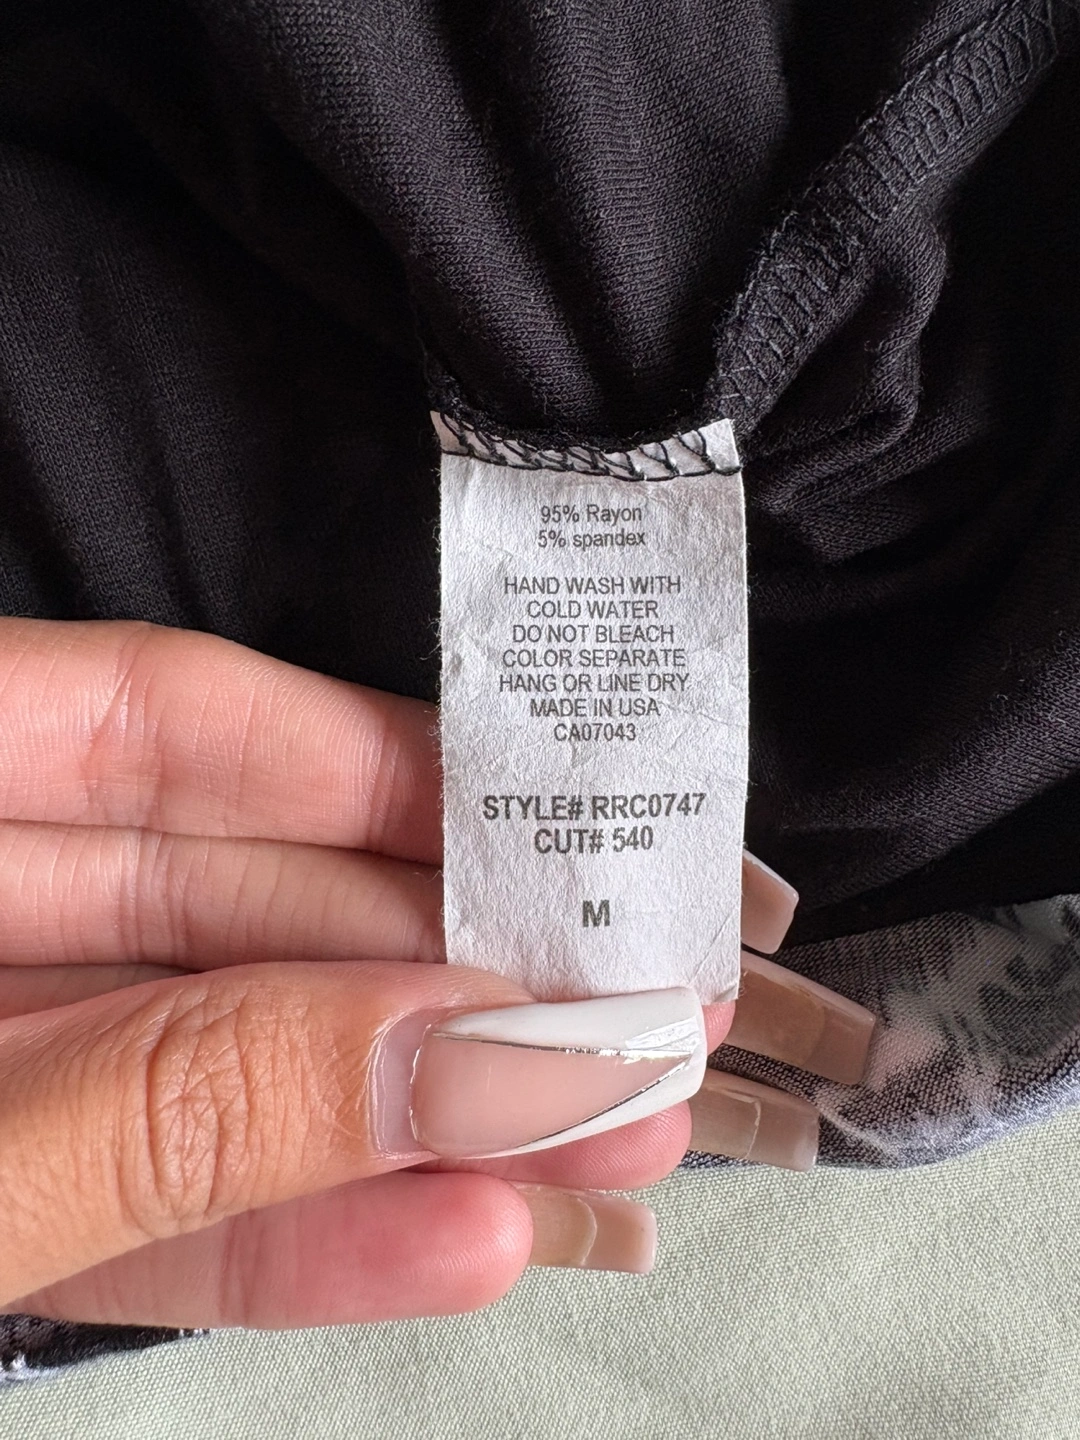 95% Rayon
5% spandex
HAND WASH WITH
COLD WATER
DO NOT BLEACH
COLOR SEPARATE
HANG OR LINE DRY
MADE IN USA
CA07043
STYLE# RRC0747
CUT# 540
M